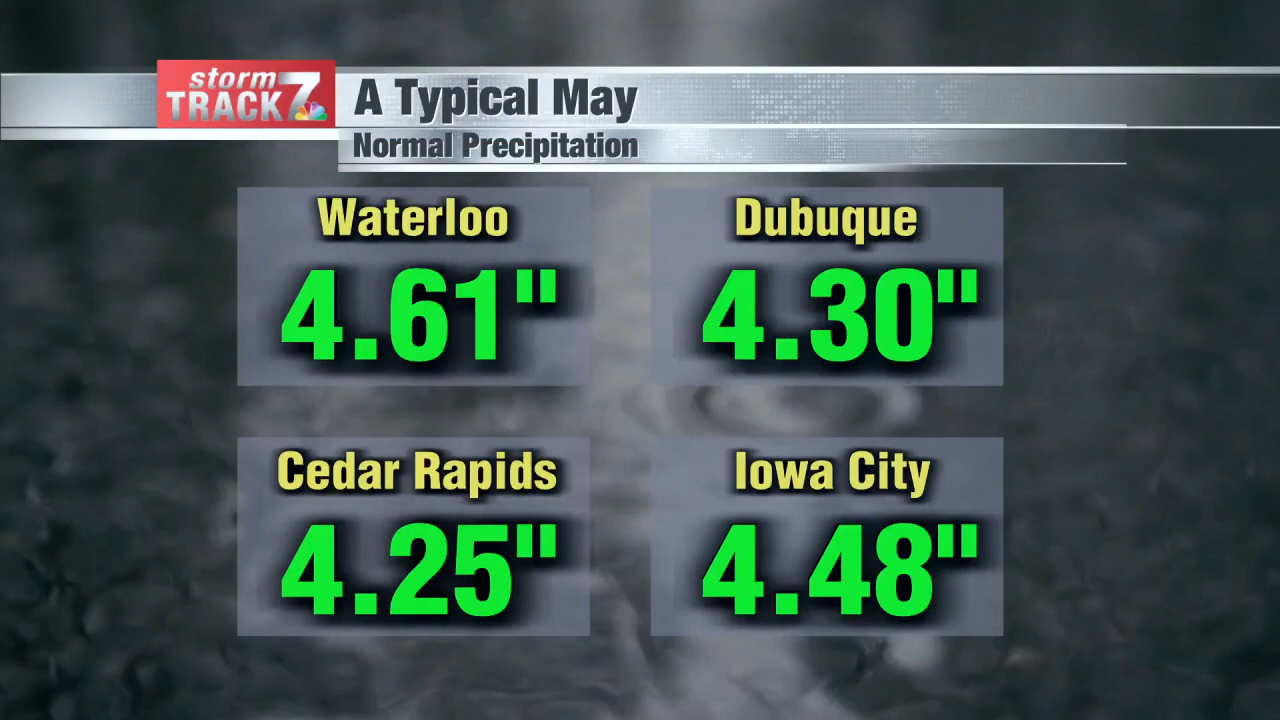 storm
TRACK 7
A Typical May
Normal Precipitation
Waterloo
4.61"
Dubuque
4.30"
Cedar Rapids
4.25"
Iowa City
4.48"